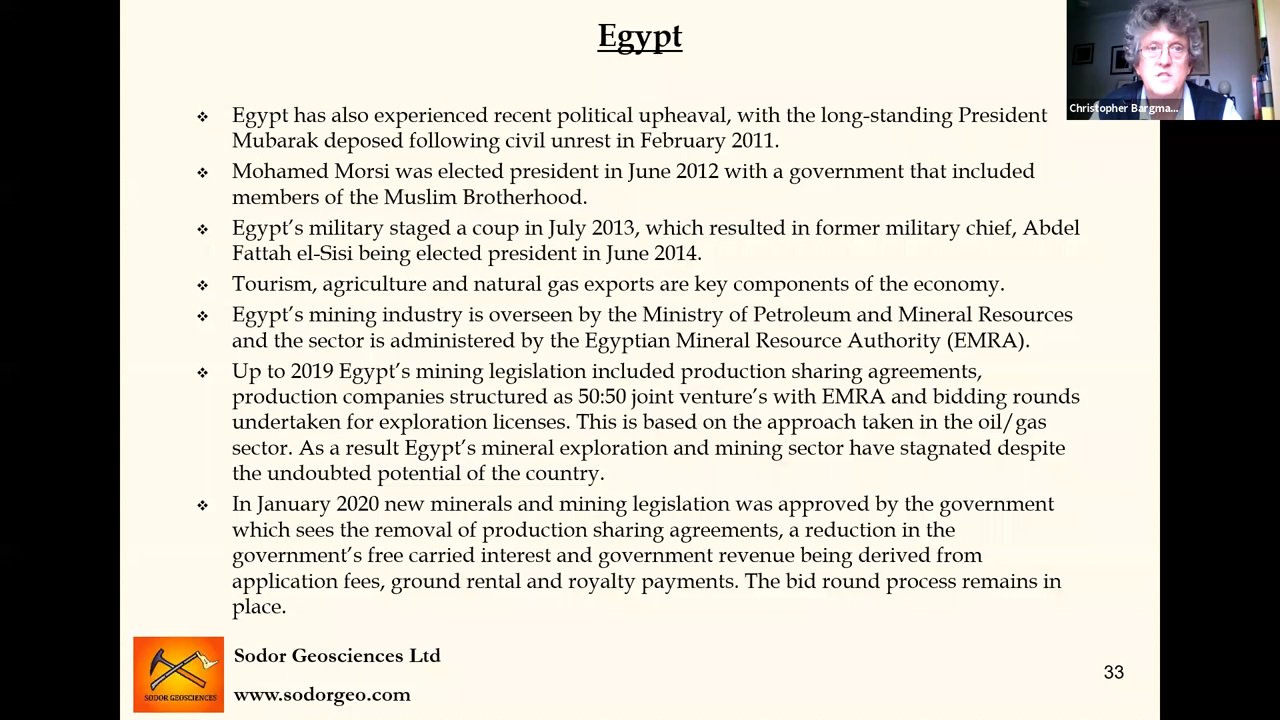 Egypt
Christopher Bargma...
❖ Egypt has also experienced recent political upheaval, with the long-standing President
Mubarak deposed following civil unrest in February 2011.
❖ Mohamed Morsi was elected president in June 2012 with a government that included
members of the Muslim Brotherhood.
❖ Egypt’s military staged a coup in July 2013, which resulted in former military chief, Abdel
Fattah el-Sisi being elected president in June 2014.
❖ Tourism, agriculture and natural gas exports are key components of the economy.
❖ Egypt’s mining industry is overseen by the Ministry of Petroleum and Mineral Resources
and the sector is administered by the Egyptian Mineral Resource Authority (EMRA).
❖ Up to 2019 Egypt’s mining legislation included production sharing agreements,
production companies structured as 50:50 joint venture’s with EMRA and bidding rounds
undertaken for exploration licenses. This is based on the approach taken in the oil/gas
sector. As a result Egypt’s mineral exploration and mining sector have stagnated despite
the undoubted potential of the country.
❖ In January 2020 new minerals and mining legislation was approved by the government
which sees the removal of production sharing agreements, a reduction in the
government’s free carried interest and government revenue being derived from
application fees, ground rental and royalty payments. The bid round process remains in
place.
SODOR GEOSCIENCES
Sodor Geosciences Ltd
www.sodorgeo.com
33